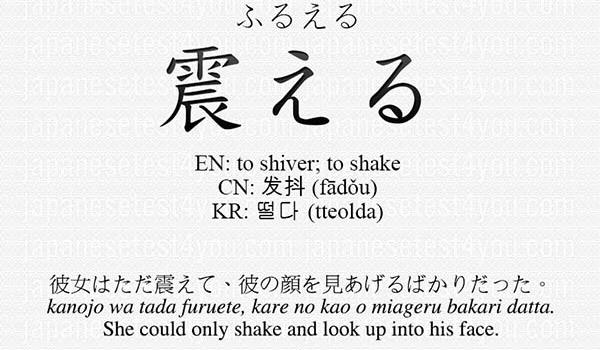 ふるえる
震える
EN: to shiver; to shake
CN: 发抖 (fādǒu)
KR: 떨다 (tteolda)
彼女はただ震えて、彼の顔を見あげるばかりだった。
kanojo wa tada furuete, kare no kao o miageru bakari datta.
She could only shake and look up into his face.